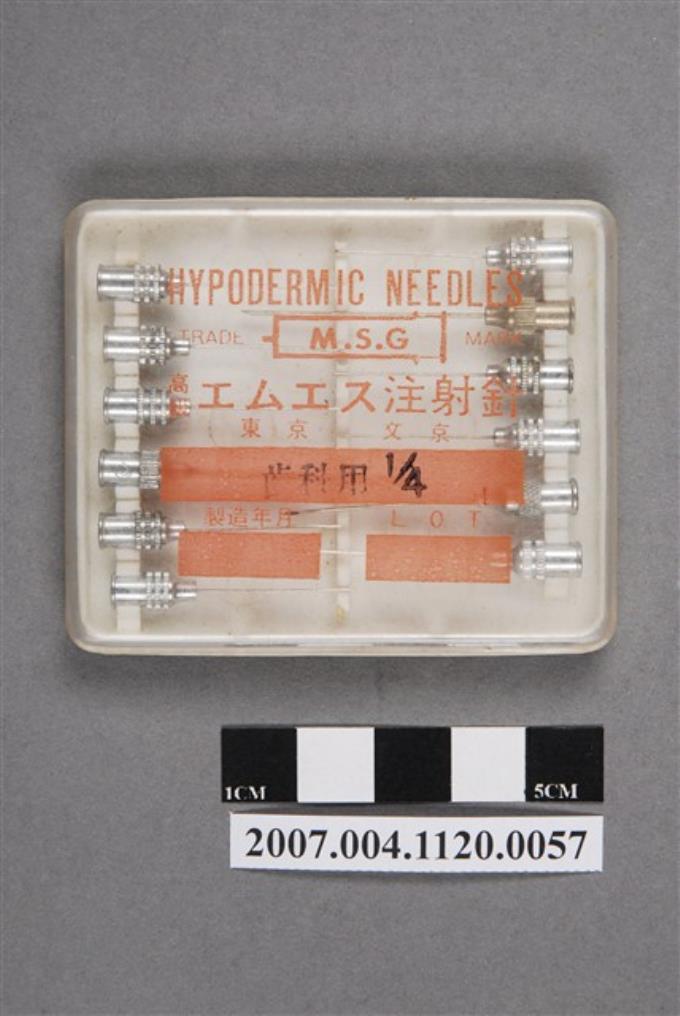 HYPODERMIC NEEDLES
TRADE M.S.G MARK
高級 エムエス注射針
東京 文京
歯科用 1/4
製造年月 LOT
1CM 5CM
2007.004.1120.0057